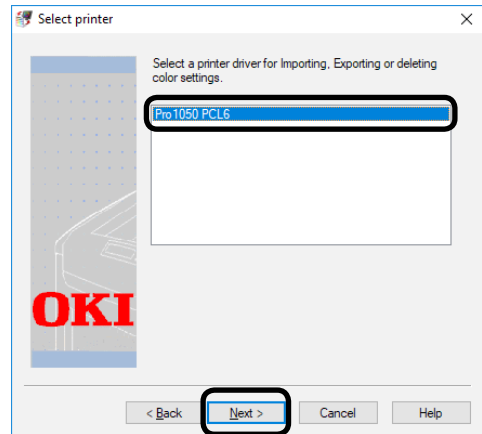 Select printer
Select a printer driver for Importing, Exporting or deleting
color settings.
Pro1050 PCL6
OKI
< Back
Next >
Cancel
Help